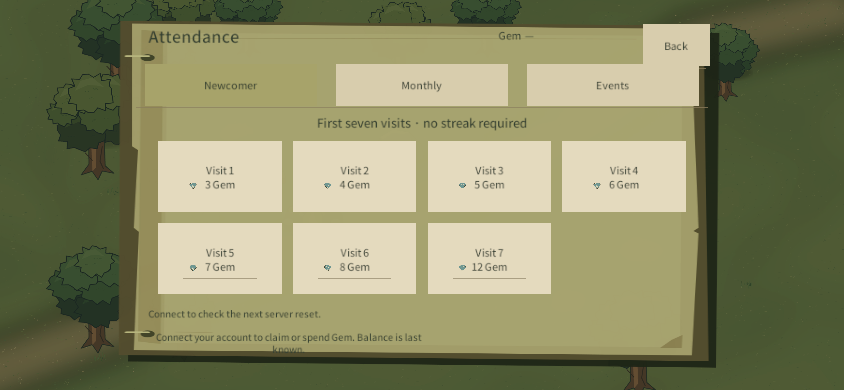 Attendance
Gem —
Back
Newcomer
Monthly
Events
First seven visits · no streak required
Visit 1
3 Gem
Visit 2
4 Gem
Visit 3
5 Gem
Visit 4
6 Gem
Visit 5
7 Gem
Visit 6
8 Gem
Visit 7
12 Gem
Connect to check the next server reset.
Connect your account to claim or spend Gem. Balance is last
known.